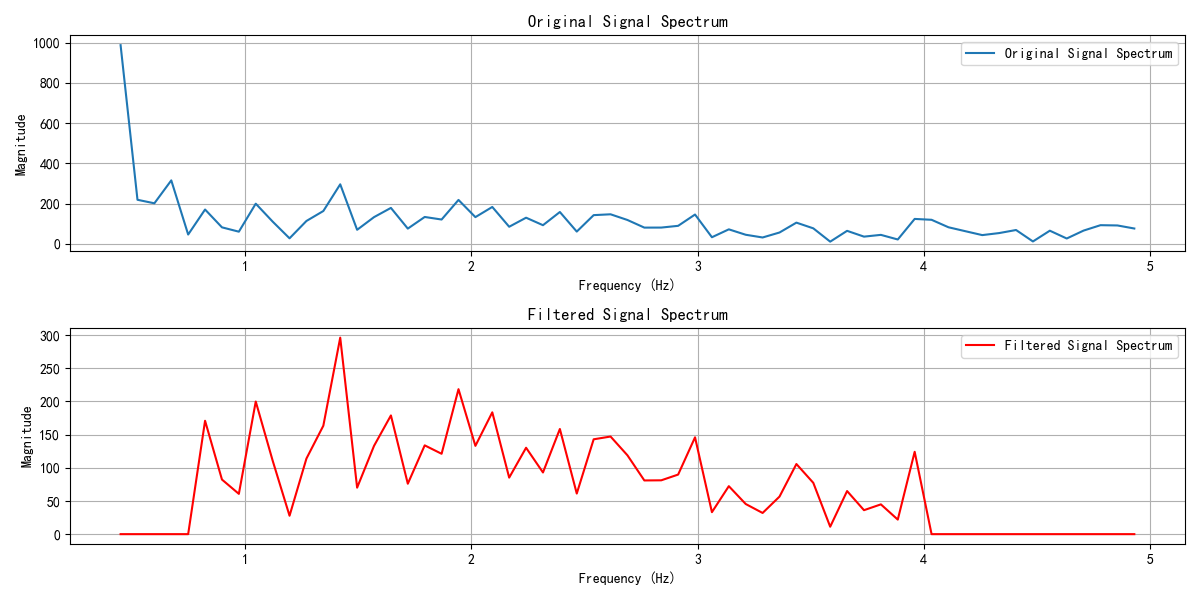 Original Signal Spectrum
1000
800
600
400
200
0
Magnitude
Original Signal Spectrum
1
2
3
4
5
Frequency (Hz)
Filtered Signal Spectrum
300
250
200
150
100
50
0
Magnitude
Filtered Signal Spectrum
1
2
3
4
5
Frequency (Hz)